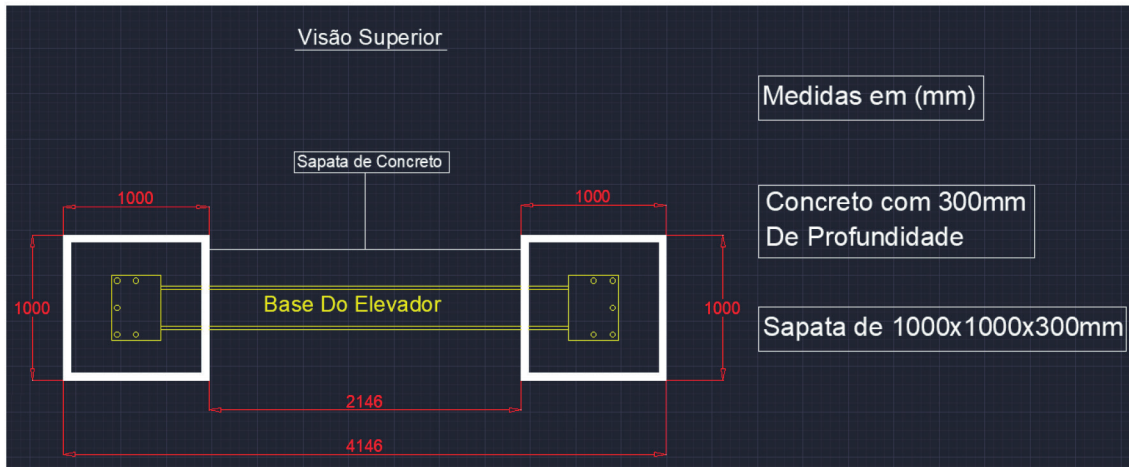 Visão Superior
Medidas em (mm)
Sapata de Concreto
1000
1000
Concreto com 300mm
De Profundidade
1000
Base Do Elevador
1000
Sapata de 1000x1000x300mm
2146
4146